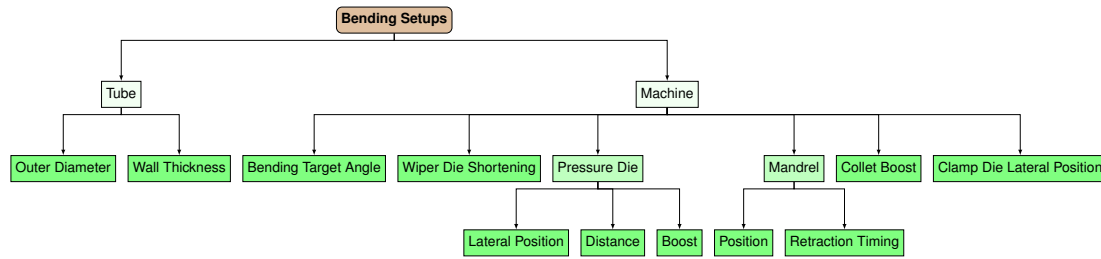 Bending Setups
Tube
Machine
Outer Diameter
Wall Thickness
Bending Target Angle
Wiper Die Shortening
Pressure Die
Mandrel
Collet Boost
Clamp Die Lateral Position
Lateral Position
Distance
Boost
Position
Retraction Timing